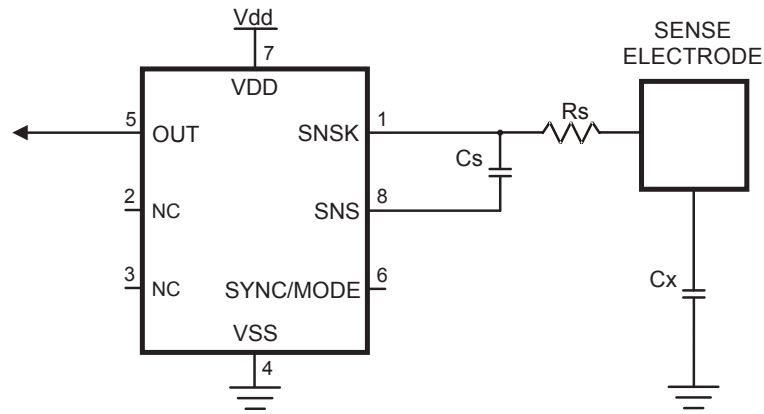 Vdd
7
VDD
SENSE
ELECTRODE
5
OUT
SNSK
1
Rs
Cs
2
NC
SNS
8
3
NC
SYNC/MODE
6
Cx
VSS
4